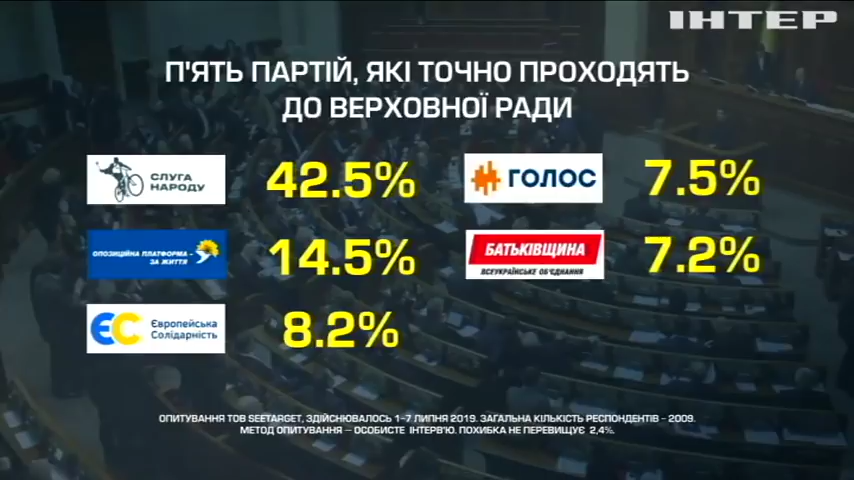 ІНТЕР
П'ЯТЬ ПАРТІЙ, ЯКІ ТОЧНО ПРОХОДЯТЬ
ДО ВЕРХОВНОЇ РАДИ
СЛУГА
НАРОДУ
42.5%
ОПОЗИЦІЙНА ПЛАТФОРМА -
ЗА ЖИТТЯ
14.5%
ЄС Європейська
Солідарність
8.2%
ГОЛОС
7.5%
БАТЬКІВЩИНА
ВСЕУКРАЇНСЬКЕ ОБ'ЄДНАННЯ
7.2%
ОПИТУВАННЯ ТОВ SEETARGET, ЗДІЙСНЮВАЛОСЬ 1-7 ЛИПНЯ 2019. ЗАГАЛЬНА КІЛЬКІСТЬ РЕСПОНДЕНТІВ - 2009.
МЕТОД ОПИТУВАННЯ – ОСОБИСТЕ ІНТЕРВ'Ю. ПОХИБКА НЕ ПЕРЕВИЩУЄ 2,4%.